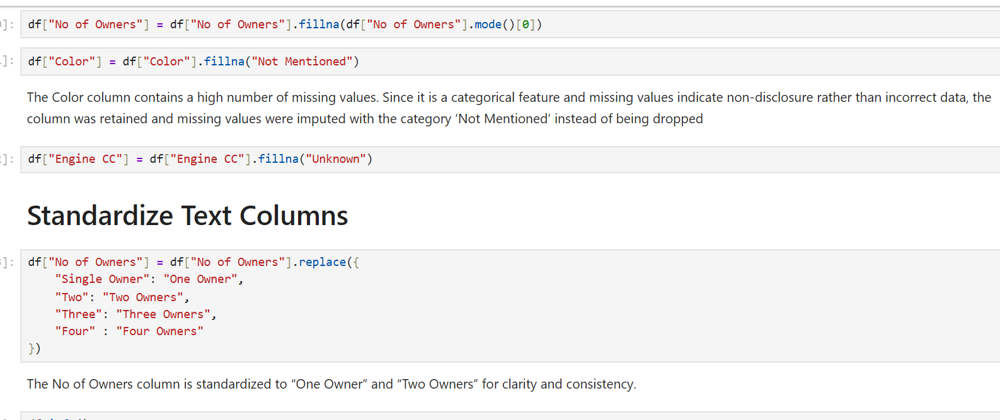 ]: df["No of Owners"] = df["No of Owners"].fillna(df["No of Owners"].mode()[0])
]: df["Color"] = df["Color"].fillna("Not Mentioned")
The Color column contains a high number of missing values. Since it is a categorical feature and missing values indicate non-disclosure rather than incorrect data, the
column was retained and missing values were imputed with the category ‘Not Mentioned’ instead of being dropped
]: df["Engine CC"] = df["Engine CC"].fillna("Unknown")
Standardize Text Columns
]: df["No of Owners"] = df["No of Owners"].replace({
"Single Owner": "One Owner",
"Two": "Two Owners",
"Three": "Three Owners",
"Four" : "Four Owners"
})
The No of Owners column is standardized to “One Owner” and “Two Owners” for clarity and consistency.